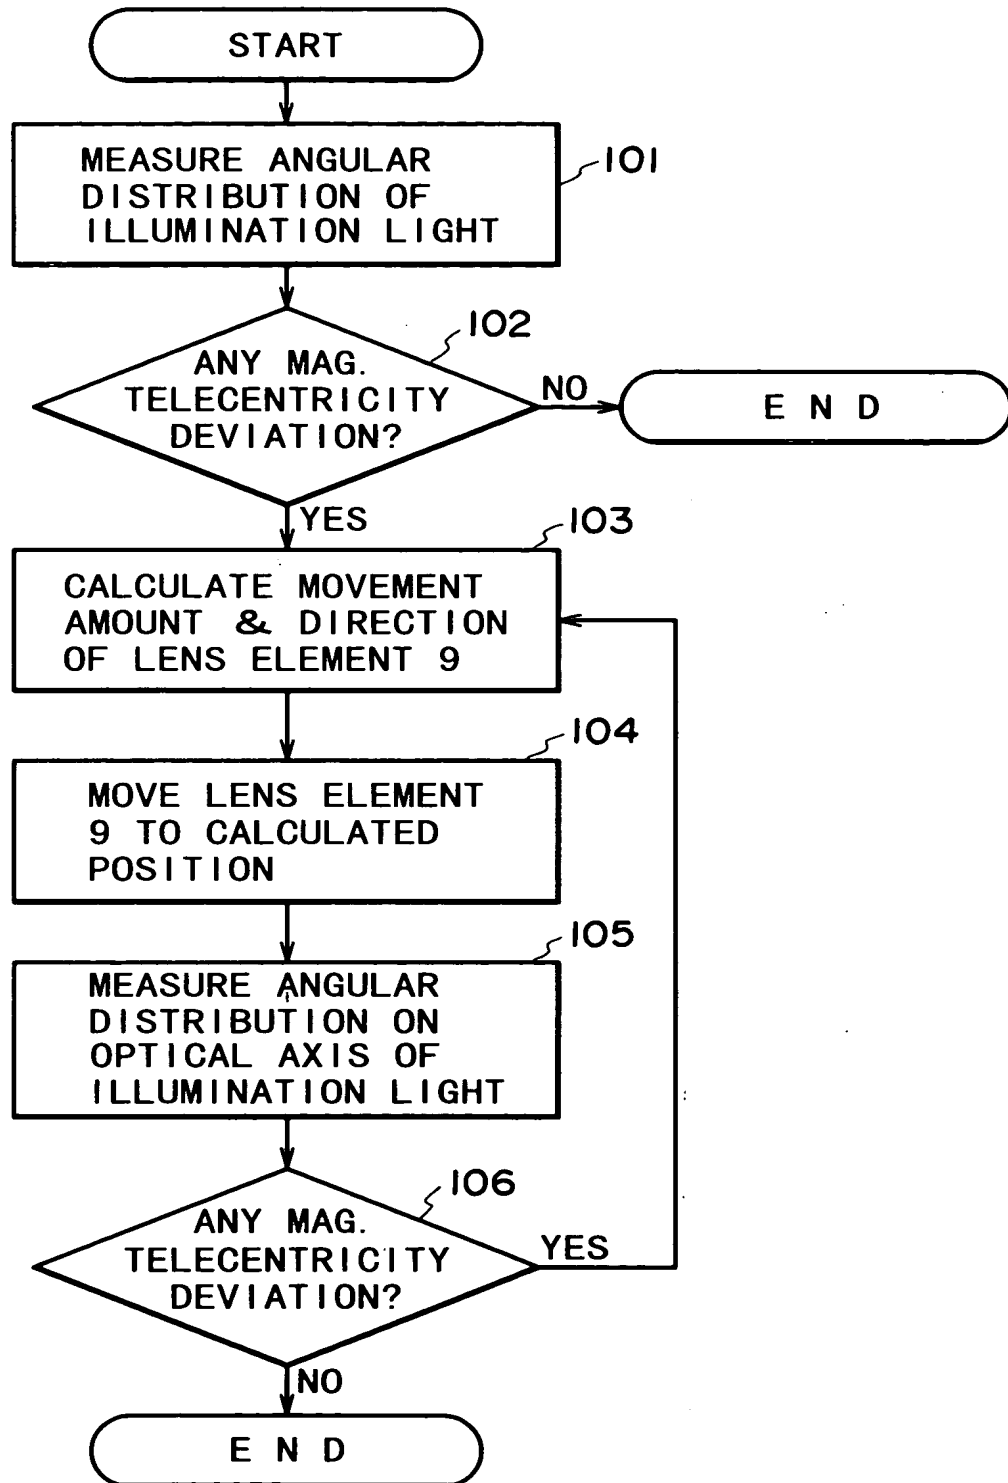 START
MEASURE ANGULAR
DISTRIBUTION OF
ILLUMINATION LIGHT
101
ANY MAG.
TELECENTRICITY
DEVIATION?
102
NO
END
YES
CALCULATE MOVEMENT
AMOUNT & DIRECTION
OF LENS ELEMENT 9
103
MOVE LENS ELEMENT
9 TO CALCULATED
POSITION
104
MEASURE ANGULAR
DISTRIBUTION ON
OPTICAL AXIS OF
ILLUMINATION LIGHT
105
ANY MAG.
TELECENTRICITY
DEVIATION?
106
YES
NO
END